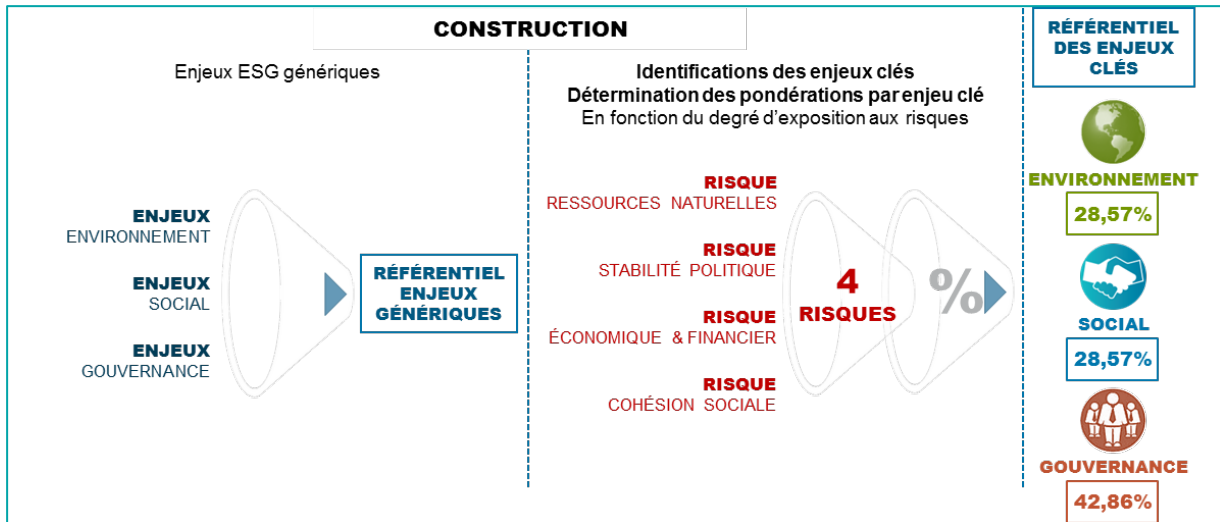 CONSTRUCTION
Enjeux ESG génériques
ENJEUX
ENVIRONNEMENT
ENJEUX
SOCIAL
ENJEUX
GOUVERNANCE
RÉFÉRENTIEL
ENJEUX
GÉNÉRIQUES
Identifications des enjeux clés
Détermination des pondérations par enjeu clé
En fonction du degré d'exposition aux risques
RISQUE
RESSOURCES NATURELLES
RISQUE
STABILITÉ POLITIQUE
RISQUE
ÉCONOMIQUE & FINANCIER
RISQUE
COHÉSION SOCIALE
4
RISQUES
%
RÉFÉRENTIEL
DES ENJEUX
CLÉS
ENVIRONNEMENT
28,57%
SOCIAL
28,57%
GOUVERNANCE
42,86%